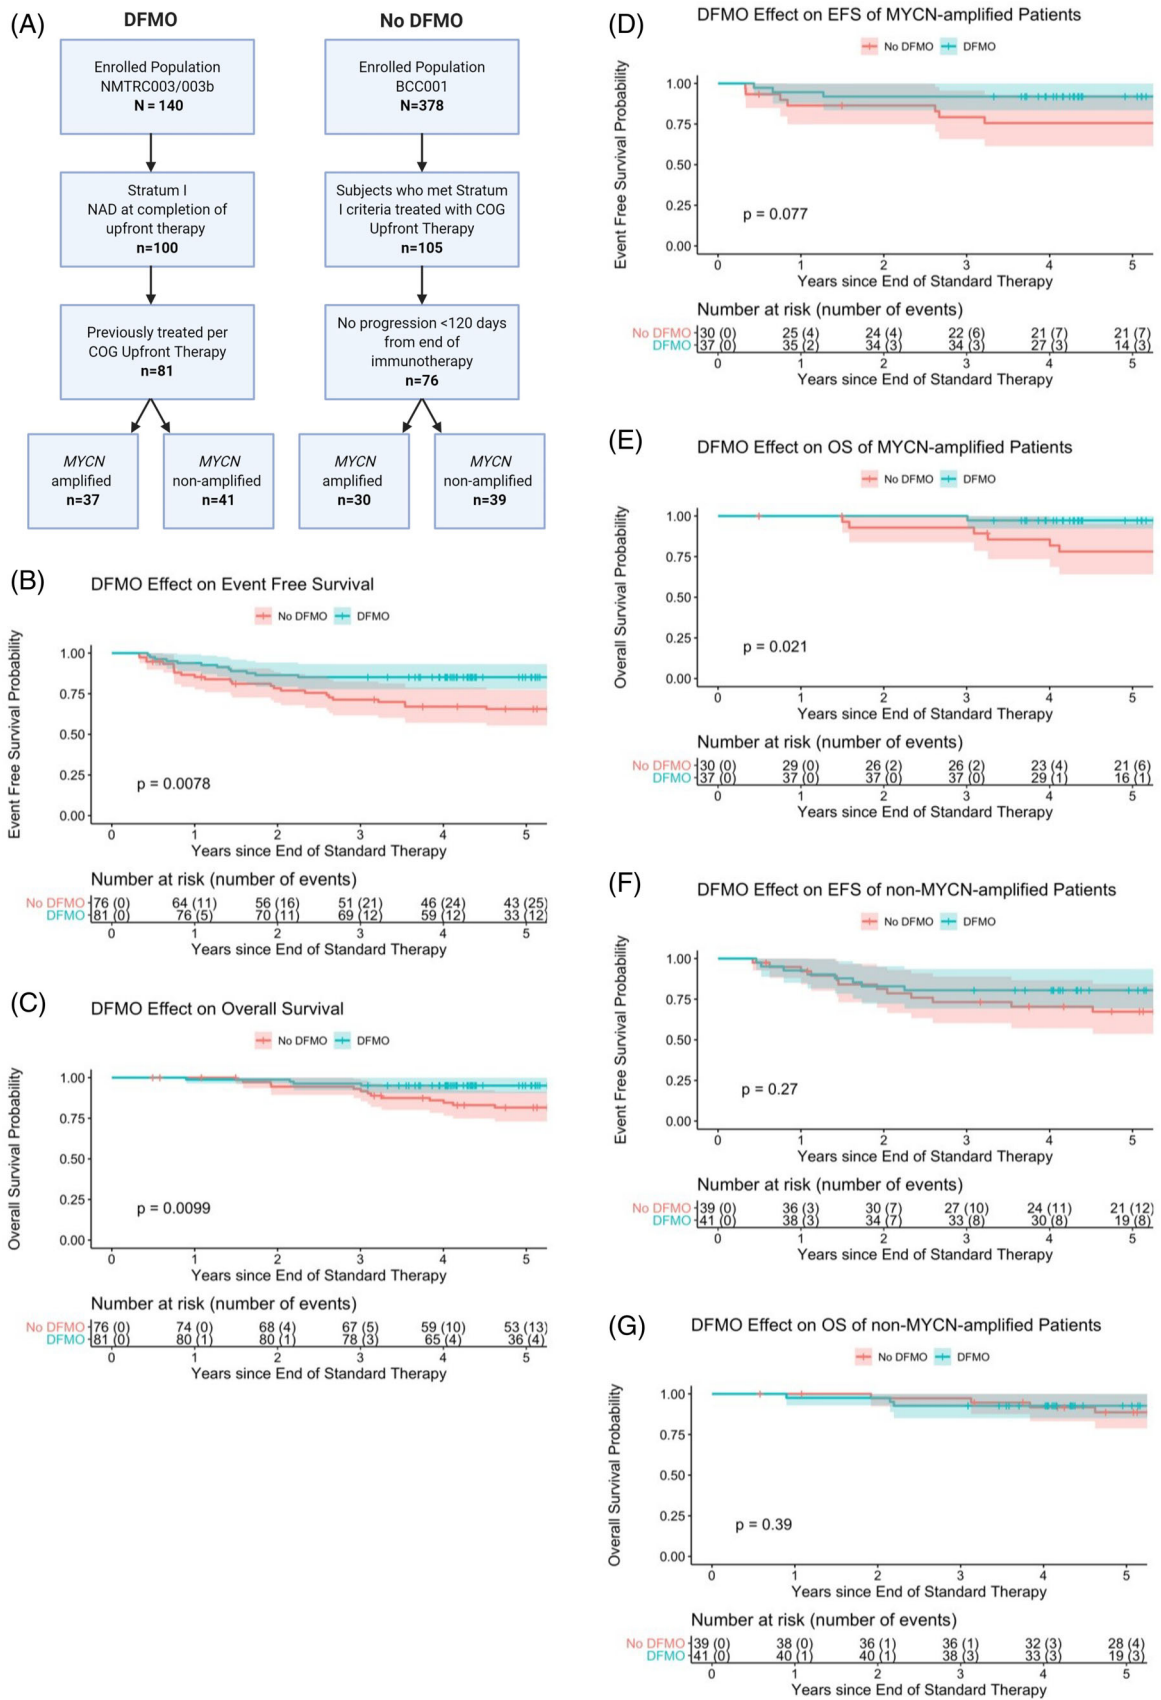 (A)
DFMO
No DFMO
Enrolled Population
NMTRC003/003b
N = 140
Enrolled Population
BCC001
N=378
Stratum I
NAD at completion of
upfront therapy
n=100
Subjects who met Stratum
I criteria treated with COG
Upfront Therapy
n=105
Previously treated per
COG Upfront Therapy
n=81
No progression <120 days
from end of
immunotherapy
n=76
MYCN
amplified
n=37
MYCN
non-amplified
n=41
MYCN
amplified
n=30
MYCN
non-amplified
n=39
(B)
DFMO Effect on Event Free Survival
No DFMO DFMO
Event Free Survival Probability
1.00
0.75
0.50
0.25
0.00
p = 0.0078
0 1 2 3 4 5
Years since End of Standard Therapy
Number at risk (number of events)
No DFMO 76 (0) 64 (11) 56 (16) 51 (21) 46 (24) 43 (25)
DFMO 81 (0) 76 (5) 70 (11) 69 (12) 59 (12) 33 (12)
0 1 2 3 4 5
Years since End of Standard Therapy
(C)
DFMO Effect on Overall Survival
No DFMO DFMO
Overall Survival Probability
1.00
0.75
0.50
0.25
0.00
p = 0.0099
0 1 2 3 4 5
Years since End of Standard Therapy
Number at risk (number of events)
No DFMO 76 (0) 74 (0) 68 (4) 67 (5) 59 (10) 53 (13)
DFMO 81 (0) 80 (1) 80 (1) 78 (3) 65 (4) 36 (4)
0 1 2 3 4 5
Years since End of Standard Therapy
(D)
DFMO Effect on EFS of MYCN-amplified Patients
No DFMO DFMO
Event Free Survival Probability
1.00
0.75
0.50
0.25
0.00
p = 0.077
0 1 2 3 4 5
Years since End of Standard Therapy
Number at risk (number of events)
No DFMO 30 (0) 25 (4) 24 (4) 22 (6) 21 (7) 21 (7)
DFMO 37 (0) 35 (2) 34 (3) 34 (3) 27 (3) 14 (3)
0 1 2 3 4 5
Years since End of Standard Therapy
(E)
DFMO Effect on OS of MYCN-amplified Patients
No DFMO DFMO
Overall Survival Probability
1.00
0.75
0.50
0.25
0.00
p = 0.021
0 1 2 3 4 5
Years since End of Standard Therapy
Number at risk (number of events)
No DFMO 30 (0) 29 (0) 26 (2) 26 (2) 23 (4) 21 (6)
DFMO 37 (0) 37 (0) 37 (0) 37 (0) 29 (1) 16 (1)
0 1 2 3 4 5
Years since End of Standard Therapy
(F)
DFMO Effect on EFS of non-MYCN-amplified Patients
No DFMO DFMO
Event Free Survival Probability
1.00
0.75
0.50
0.25
0.00
p = 0.27
0 1 2 3 4 5
Years since End of Standard Therapy
Number at risk (number of events)
No DFMO 39 (0) 36 (3) 30 (7) 27 (10) 24 (11) 21 (12)
DFMO 41 (0) 38 (3) 34 (7) 33 (8) 30 (8) 19 (8)
0 1 2 3 4 5
Years since End of Standard Therapy
(G)
DFMO Effect on OS of non-MYCN-amplified Patients
No DFMO DFMO
Overall Survival Probability
1.00
0.75
0.50
0.25
0.00
p = 0.39
0 1 2 3 4 5
Years since End of Standard Therapy
Number at risk (number of events)
No DFMO 39 (0) 38 (0) 36 (1) 36 (1) 32 (3) 28 (4)
DFMO 41 (0) 40 (1) 40 (1) 38 (3) 33 (3) 19 (3)
0 1 2 3 4 5
Years since End of Standard Therapy